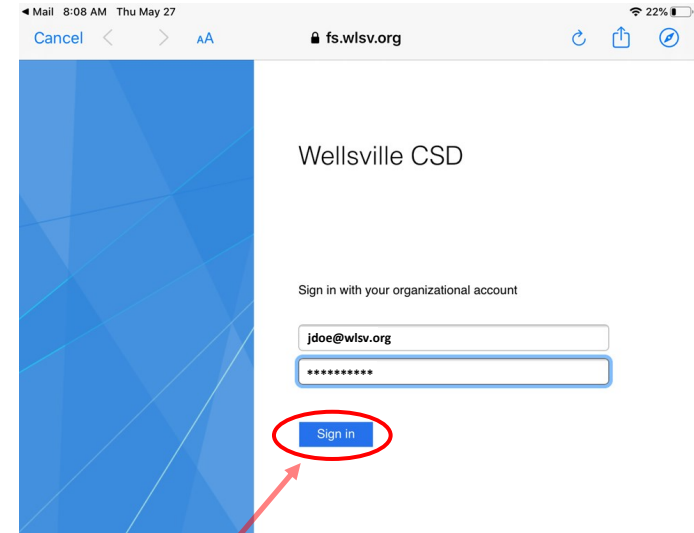 ◀ Mail 8:08 AM Thu May 27 22%
Cancel < > AA fs.wlsv.org
Wellsville CSD
Sign in with your organizational account
jdoe@wlsv.org
**********
Sign in